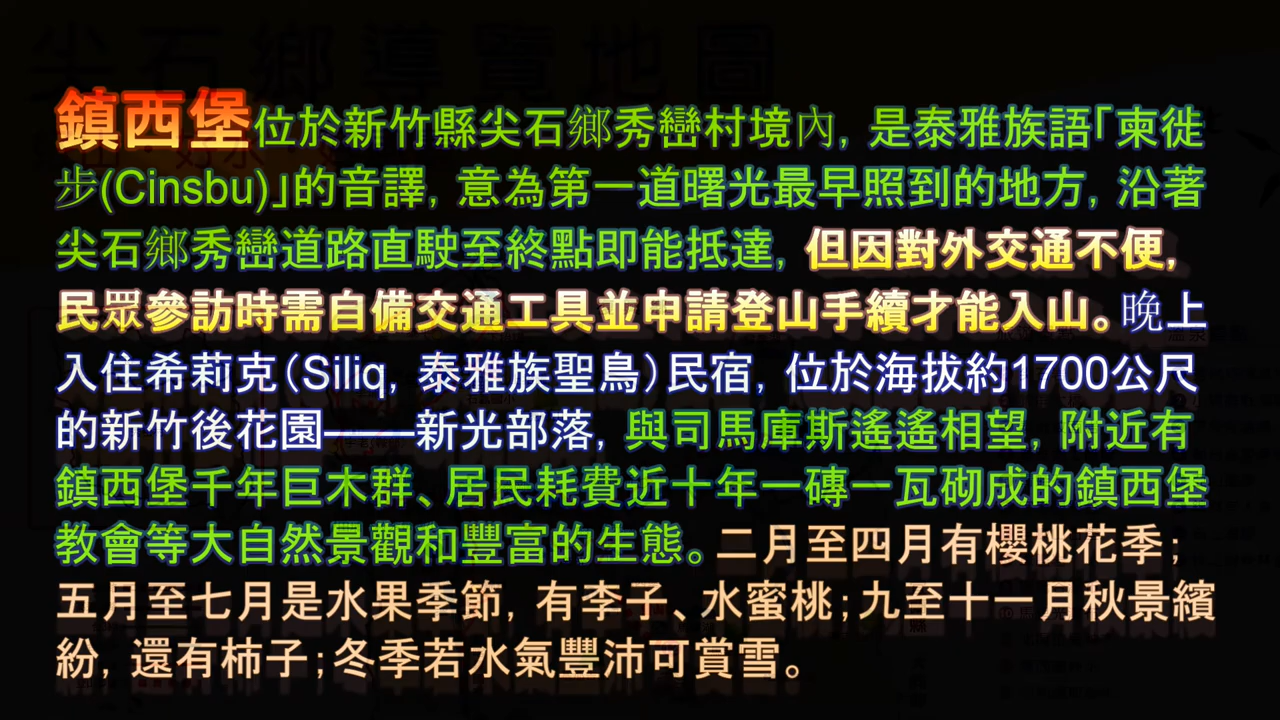 鎮西堡位於新竹縣尖石鄉秀巒村境內，是泰雅族語「東徙
步(Cinsbu)」的音譯，意為第一道曙光最早照到的地方，沿著
尖石鄉秀巒道路直駛至終點即能抵達，但因對外交通不便，
民眾參訪時需自備交通工具並申請登山手續才能入山。晚上
入住希莉克（Siliq，泰雅族聖鳥）民宿，位於海拔約1700公尺
的新竹後花園——新光部落，與司馬庫斯遙遙相望，附近有
鎮西堡千年巨木群、居民耗費近十年一磚一瓦砌成的鎮西堡
教會等大自然景觀和豐富的生態。二月至四月有櫻桃花季；
五月至七月是水果季節，有李子、水蜜桃；九至十一月秋景繽
紛，還有柿子；冬季若水氣豐沛可賞雪。
尖石鄉導覽地圖